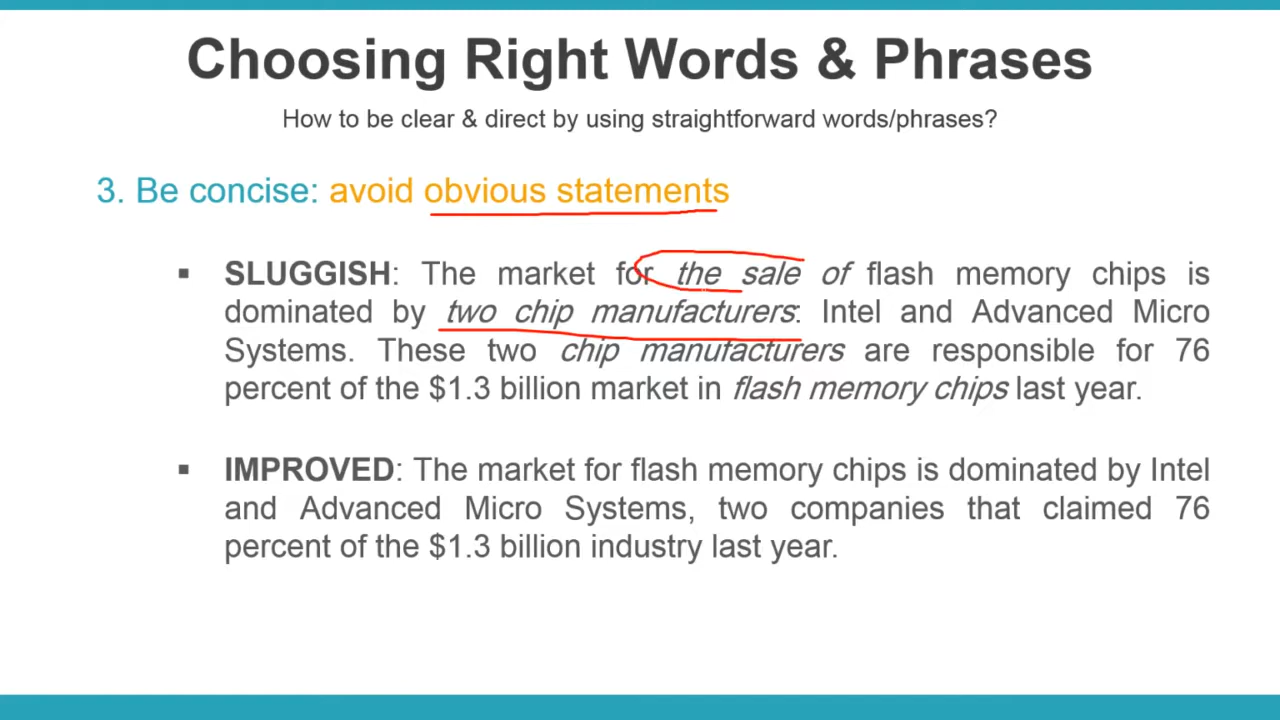 Choosing Right Words & Phrases
How to be clear & direct by using straightforward words/phrases?
3. Be concise: avoid obvious statements
▪ SLUGGISH: The market for the sale of flash memory chips is
dominated by two chip manufacturers: Intel and Advanced Micro
Systems. These two chip manufacturers are responsible for 76
percent of the $1.3 billion market in flash memory chips last year.
▪ IMPROVED: The market for flash memory chips is dominated by Intel
and Advanced Micro Systems, two companies that claimed 76
percent of the $1.3 billion industry last year.